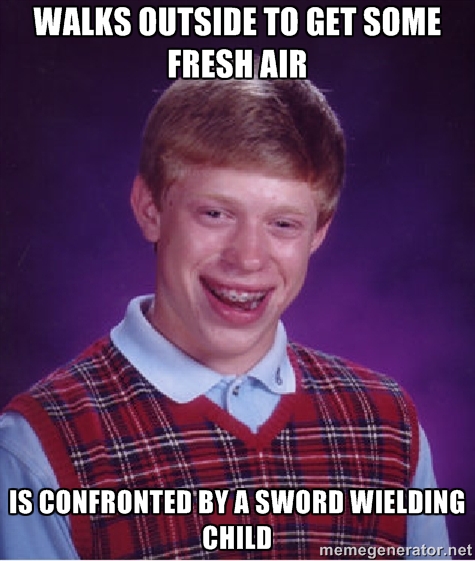 WALKS OUTSIDE TO GET SOME
FRESH AIR
IS CONFRONTED BY A SWORD WIELDING
CHILD
memegenerator.net